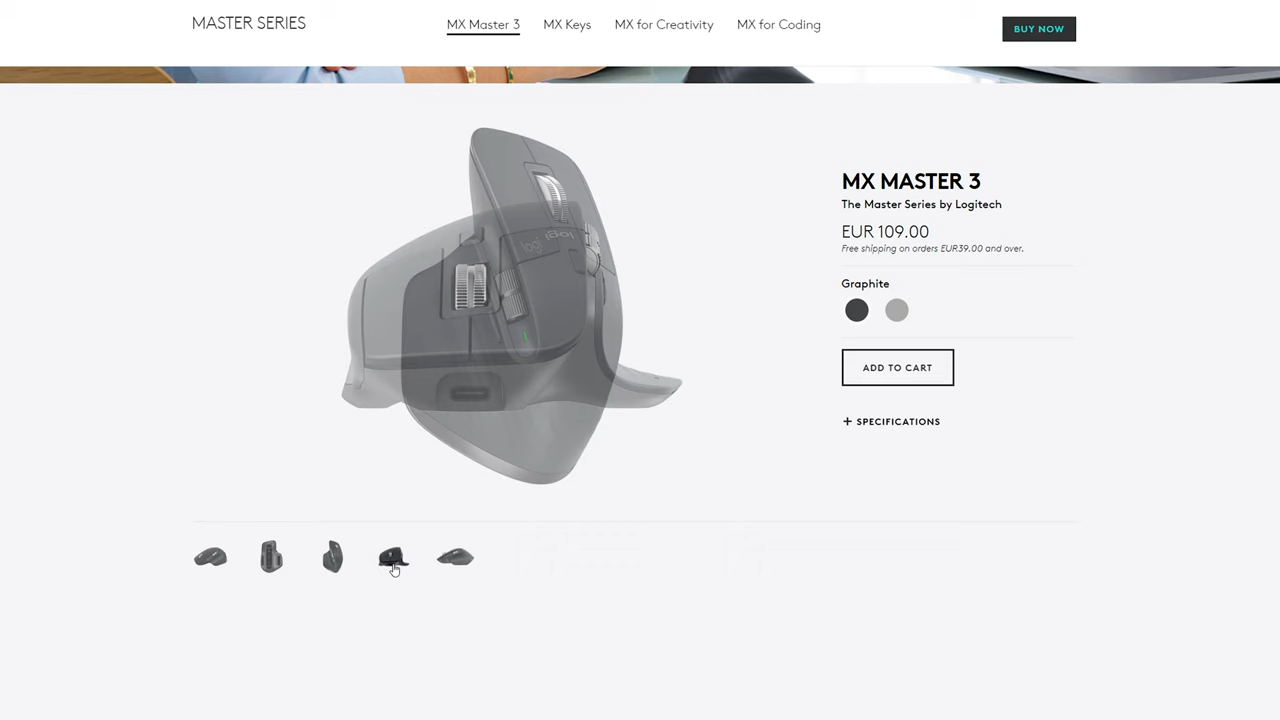 MASTER SERIES
MX Master 3
MX Keys
MX for Creativity
MX for Coding
BUY NOW
logi
logi
MX MASTER 3
The Master Series by Logitech
EUR 109.00
Free shipping on orders EUR39.00 and over.
Graphite
ADD TO CART
+ SPECIFICATIONS